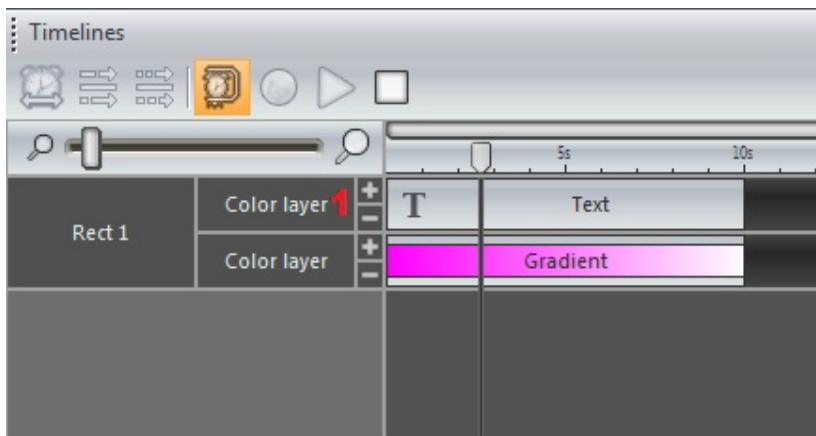 Timelines
5s 10s
Rect 1
Color layer 1
T Text
Color layer
Gradient